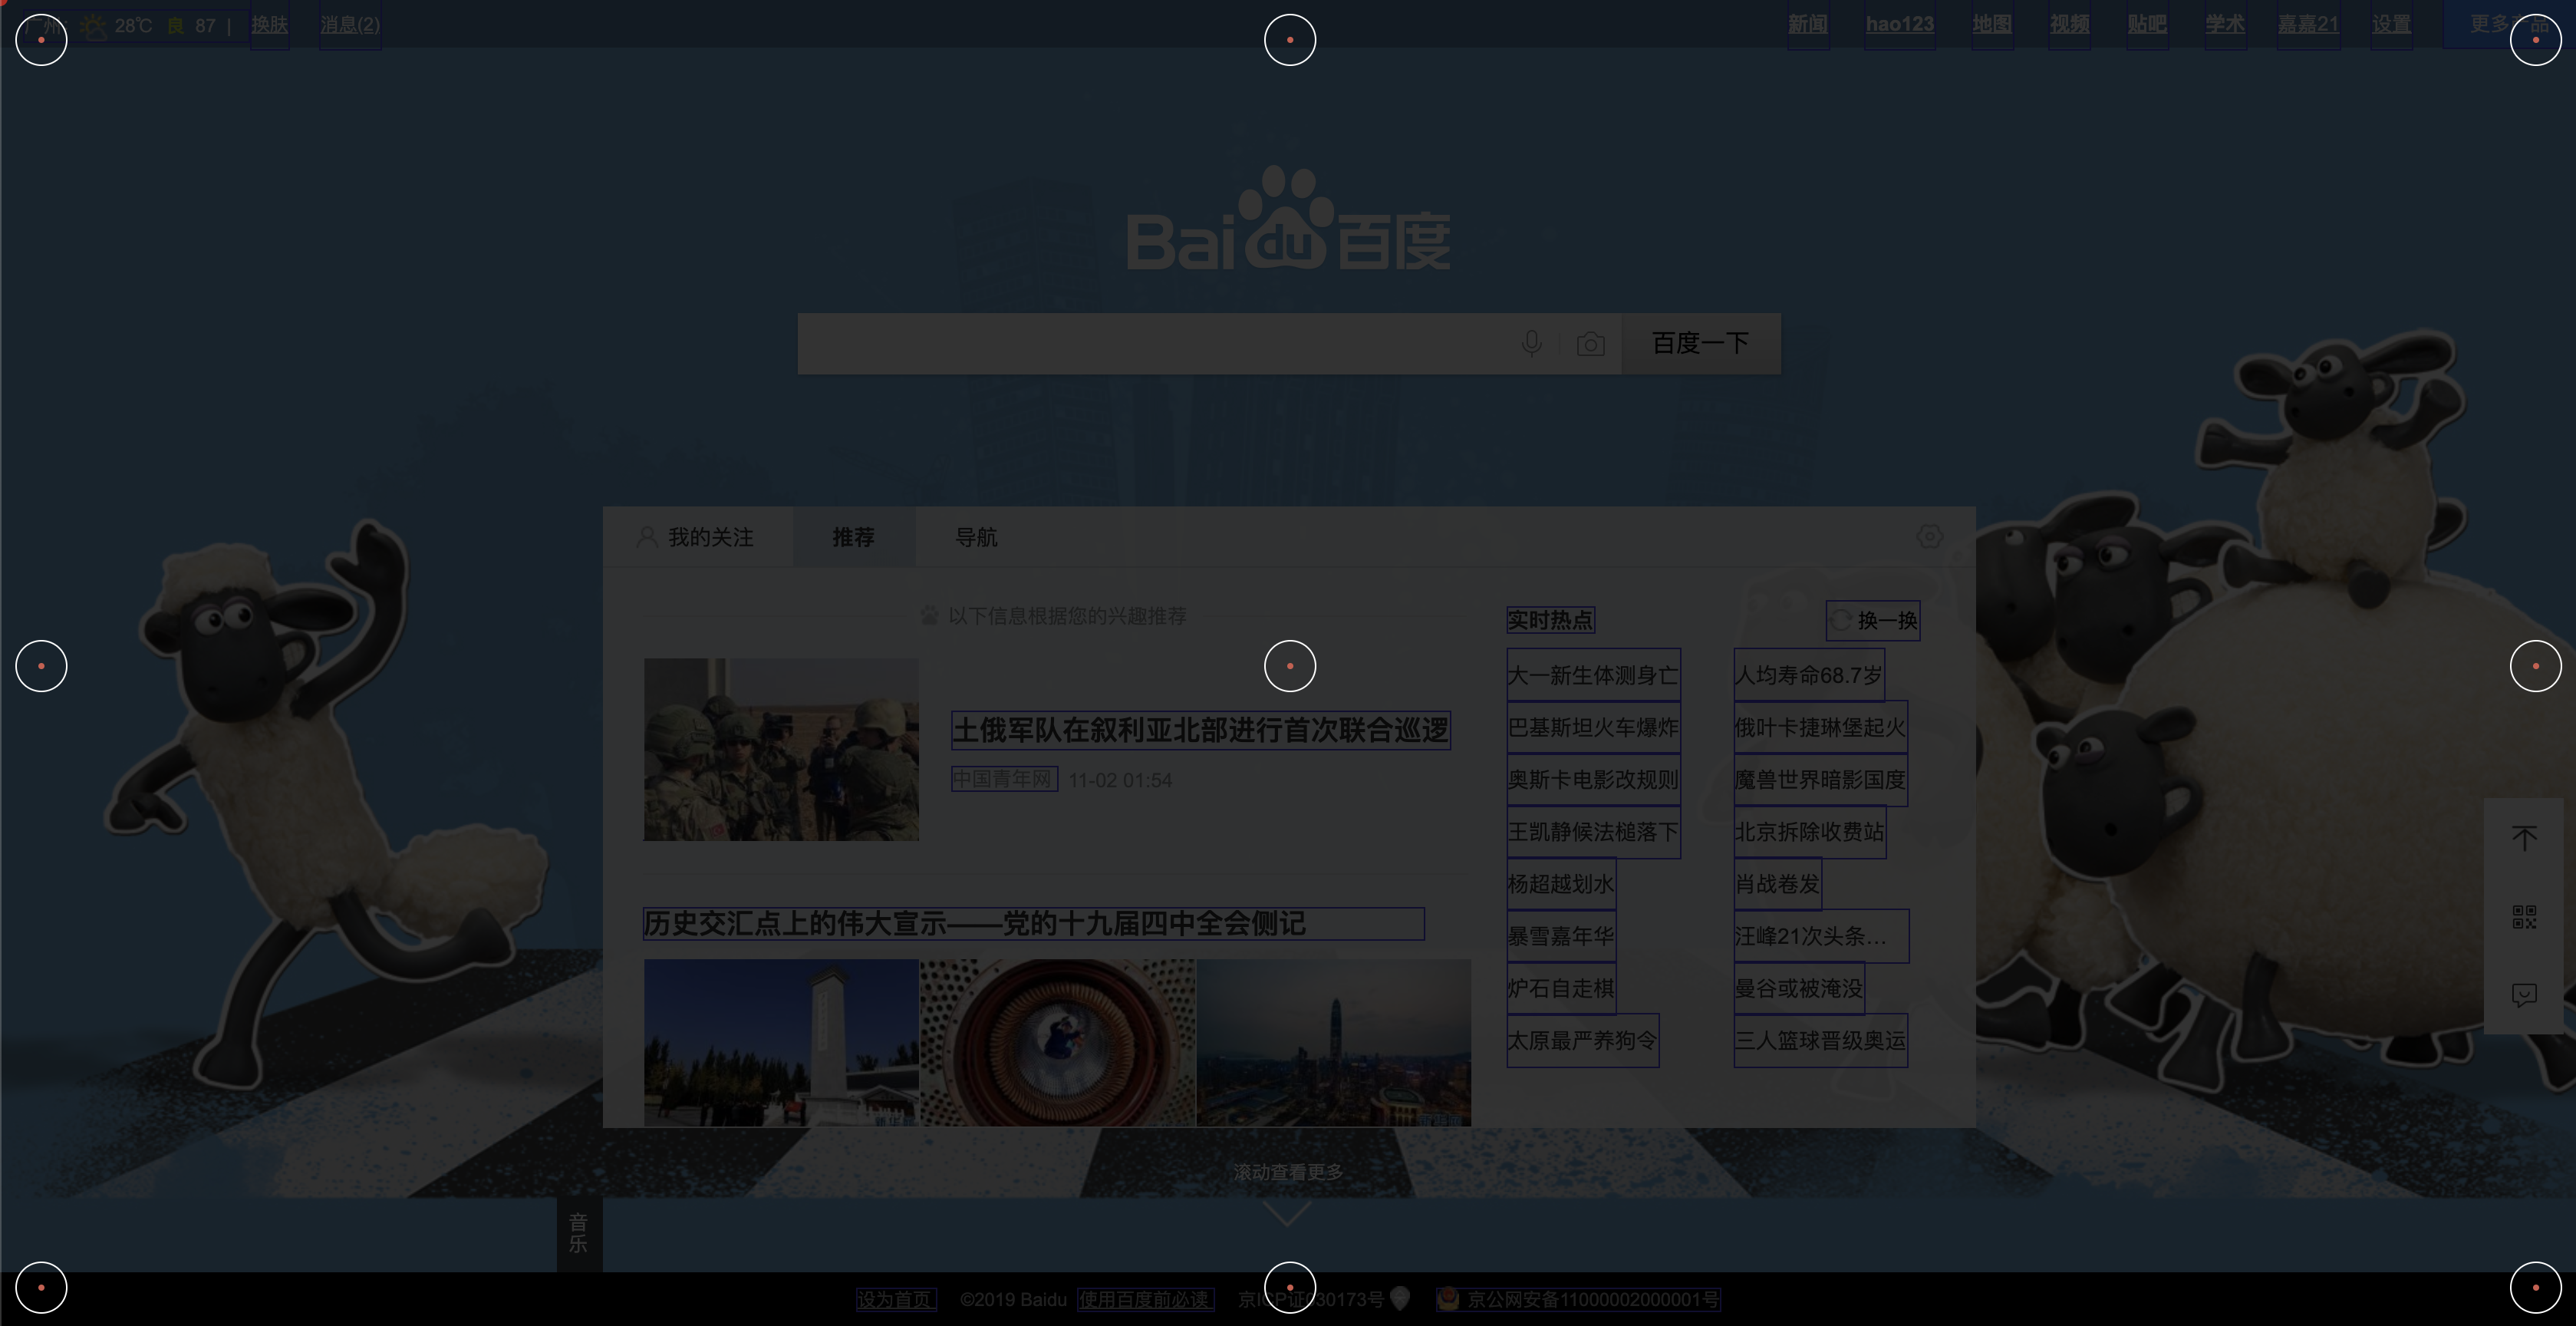 广州 28℃ 良 87 | 换肤 消息(2) 新闻 hao123 地图 视频 贴吧 学术 嘉嘉21 设置 更多产品
Bai du 百度
百度一下
我的关注 推荐 导航
以下信息根据您的兴趣推荐
土俄军队在叙利亚北部进行首次联合巡逻
中国青年网 11-02 01:54
历史交汇点上的伟大宣示——党的十九届四中全会侧记
实时热点 换一换
大一新生体测身亡 人均寿命68.7岁
巴基斯坦火车爆炸 俄叶卡捷琳堡起火
奥斯卡电影改规则 魔兽世界暗影国度
王凯静候法槌落下 北京拆除收费站
杨超越划水 肖战卷发
暴雪嘉年华 汪峰21次头条...
炉石自走棋 曼谷或被淹没
太原最严养狗令 三人篮球晋级奥运
滚动查看更多
音乐
设为首页 ©2019 Baidu 使用百度前必读 京ICP证030173号 京公网安备11000002000001号